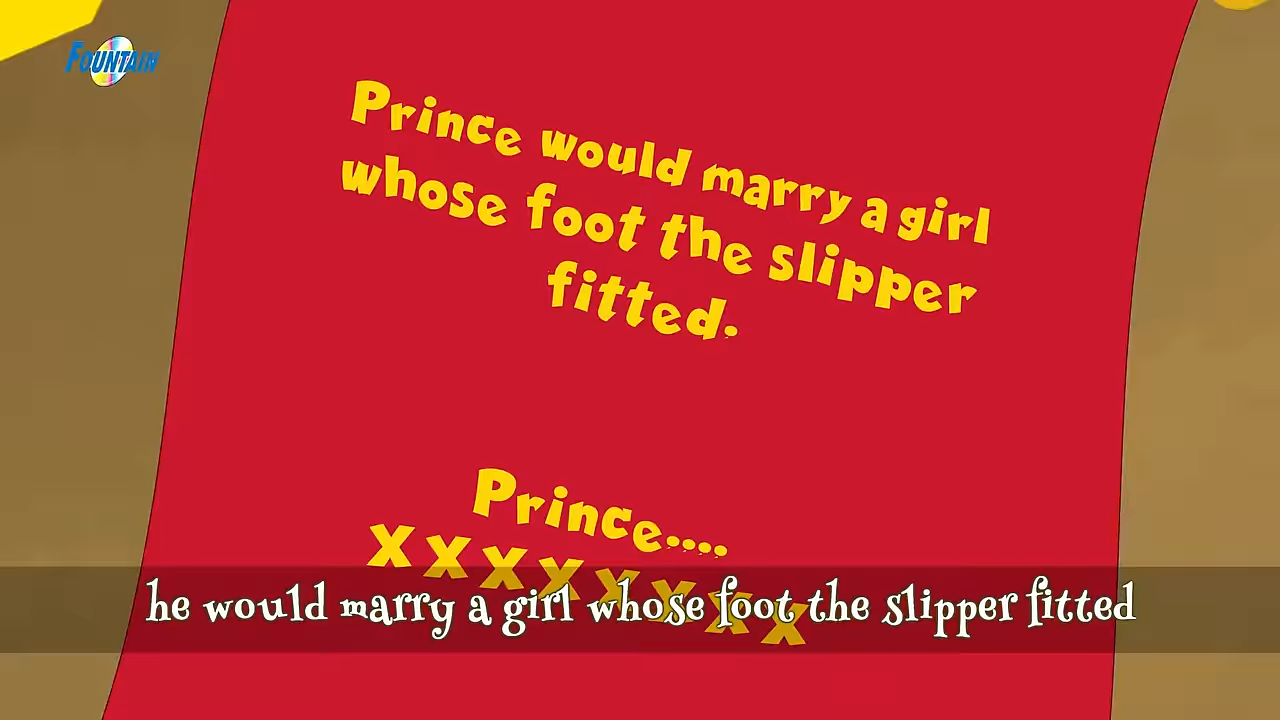 FOUNTAIN
Prince would marry a girl
whose foot the slipper
fitted.
Prince....
x x x x x x x x
he would marry a girl whose foot the slipper fitted